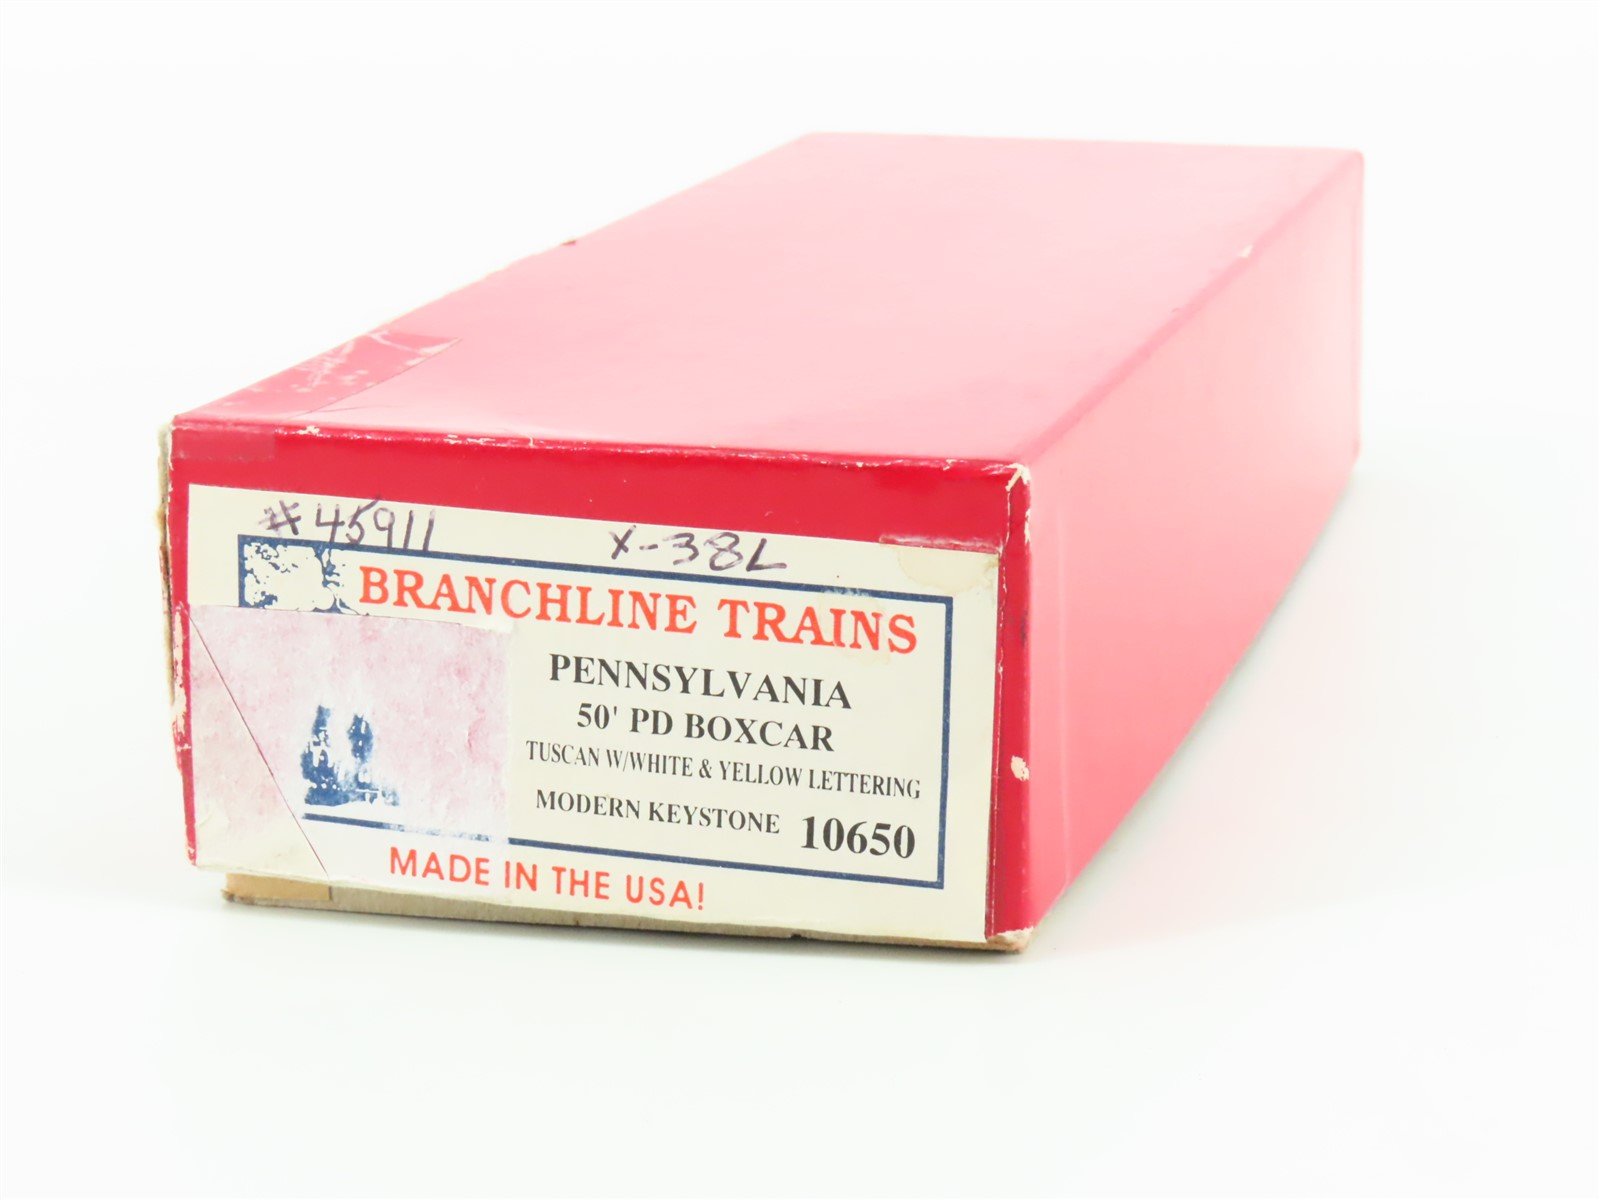 #45911 X-38L
BRANCHLINE TRAINS
PENNSYLVANIA
50' PD BOXCAR
TUSCAN W/WHITE & YELLOW LETTERING
MODERN KEYSTONE 10650
MADE IN THE USA!